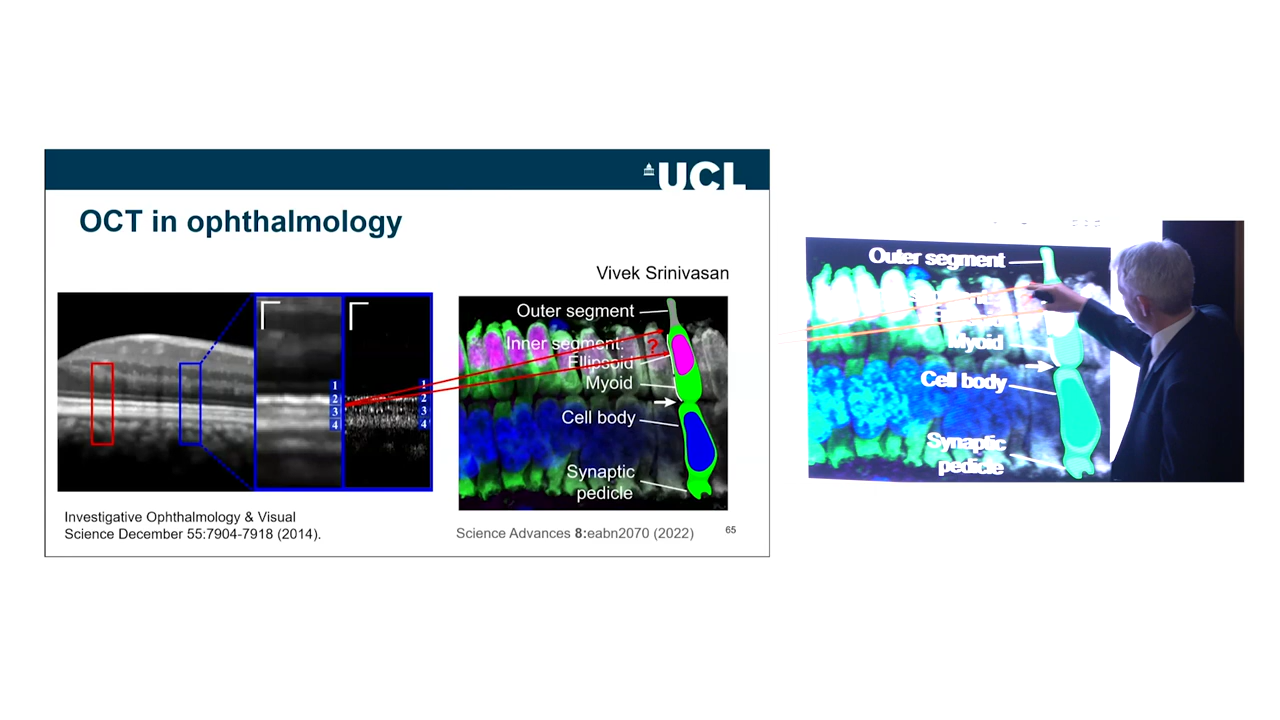 UCL
OCT in ophthalmology
Vivek Srinivasan
1
2
3
4
1
2
3
4
Outer segment
Inner segment:
?
Ellipsoid
Myoid
Cell body
Synaptic
pedicle
Investigative Ophthalmology & Visual
Science December 55:7904-7918 (2014).
Science Advances 8:eabn2070 (2022)
65
Outer segment
Myoid
Cell body
Synaptic
pedicle